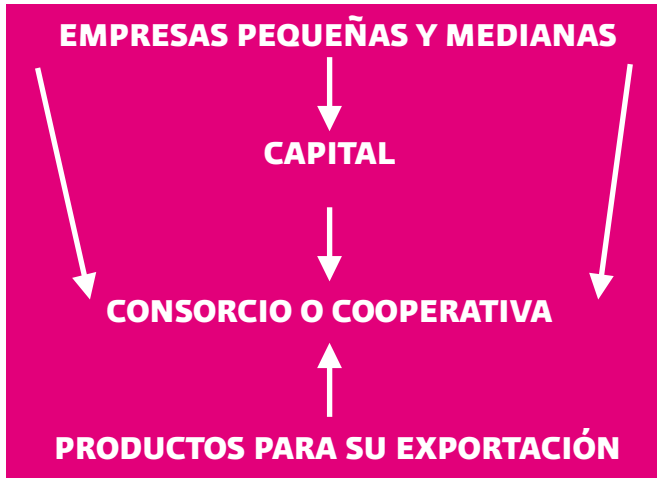 EMPRESAS PEQUEÑAS Y MEDIANAS
CAPITAL
CONSORCIO O COOPERATIVA
PRODUCTOS PARA SU EXPORTACIÓN